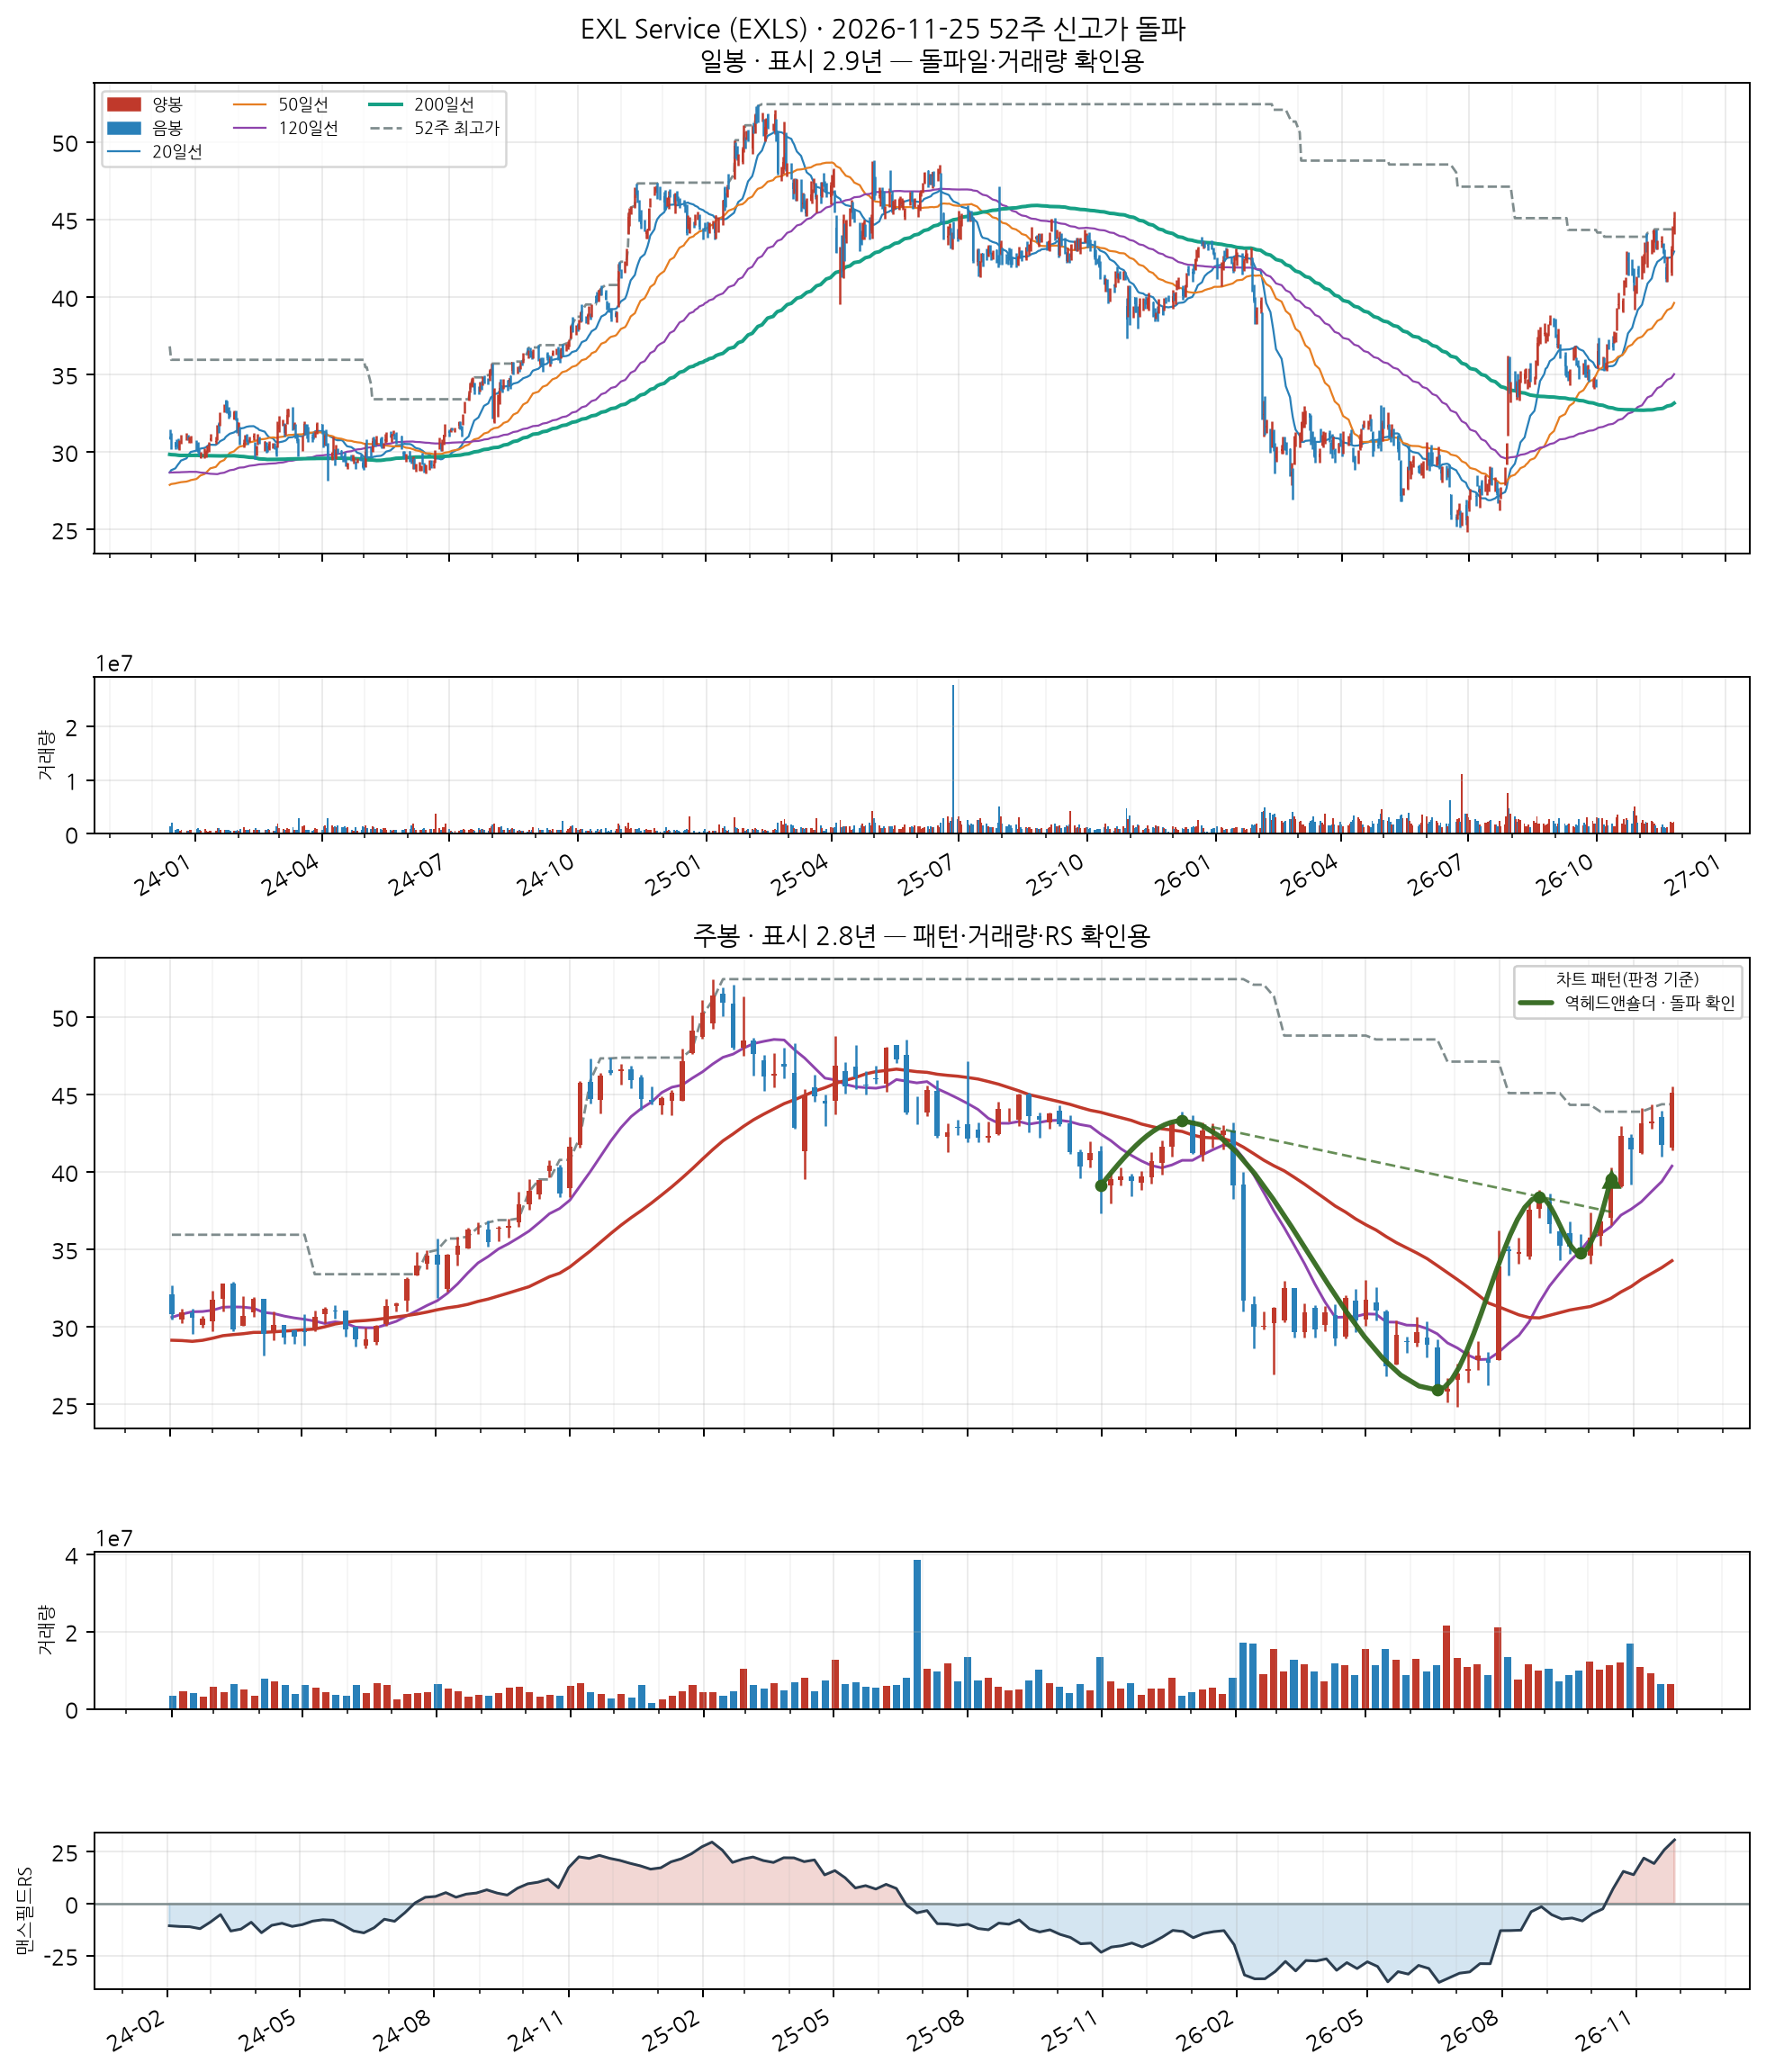 EXL Service (EXLS) · 2026-11-25 52주 신고가 돌파
일봉 · 표시 2.9년 — 돌파일·거래량 확인용
양봉
음봉
20일선
50일선
120일선
200일선
52주 최고가
50
45
40
35
30
25
1e7
거래량
2
1
0
24-01
24-04
24-07
24-10
25-01
25-04
25-07
25-10
26-01
26-04
26-07
26-10
27-01
주봉 · 표시 2.8년 — 패턴·거래량·RS 확인용
차트 패턴(판정 기준)
역헤드앤숄더 · 돌파 확인
50
45
40
35
30
25
1e7
거래량
4
2
0
맨스필드RS
25
0
-25
24-02
24-05
24-08
24-11
25-02
25-05
25-08
25-11
26-02
26-05
26-08
26-11